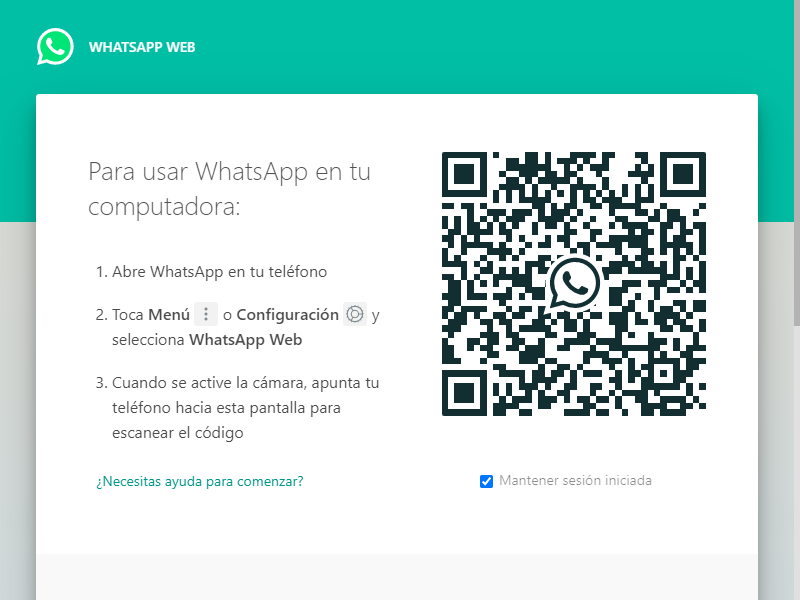 WHATSAPP WEB
Para usar WhatsApp en tu
computadora:
1. Abre WhatsApp en tu teléfono
2. Toca Menú o Configuración y
selecciona WhatsApp Web
3. Cuando se active la cámara, apunta tu
teléfono hacia esta pantalla para
escanear el código
¿Necesitas ayuda para comenzar?
Mantener sesión iniciada